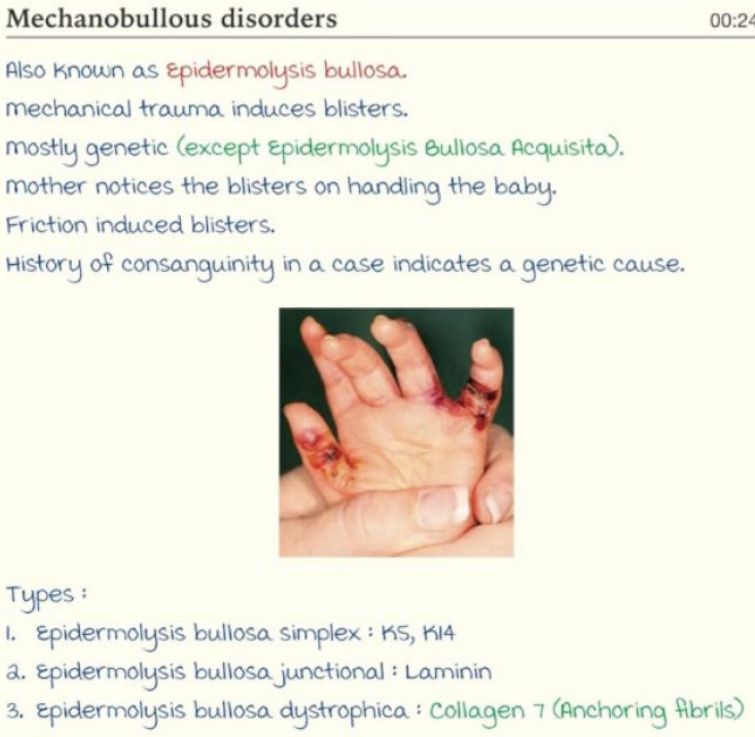 Mechanobullous disorders 00:24
Also known as Epidermolysis bullosa.
mechanical trauma induces blisters.
mostly genetic (except Epidermolysis Bullosa Acquisita).
mother notices the blisters on handling the baby.
Friction induced blisters.
History of consanguinity in a case indicates a genetic cause.
Types :
1. Epidermolysis bullosa simplex : K5, K14
2. Epidermolysis bullosa junctional : Laminin
3. Epidermolysis bullosa dystrophica : Collagen 7 (Anchoring fibrils)